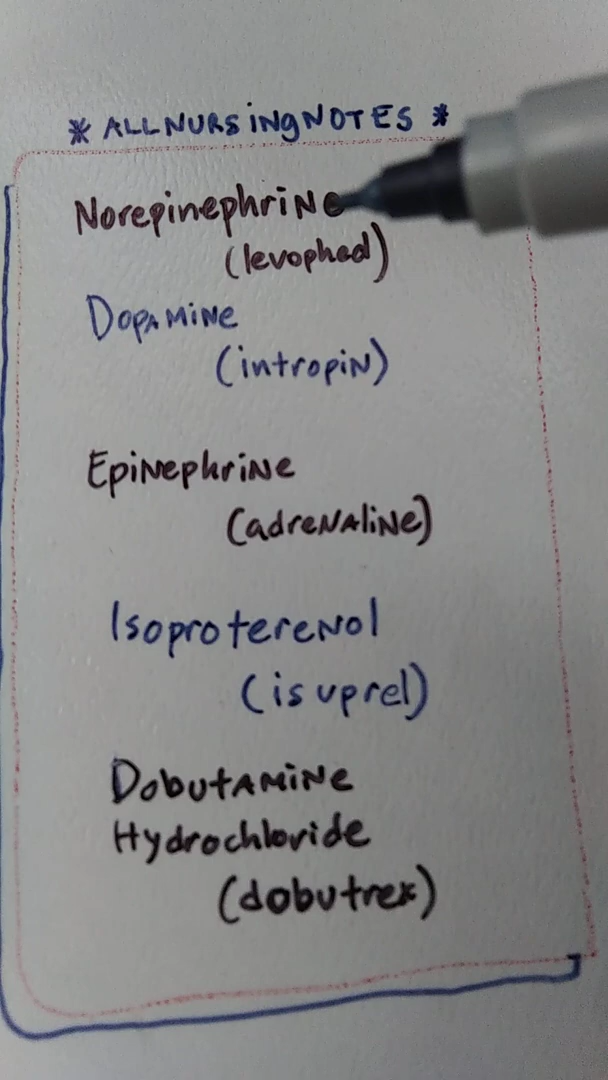 * ALLNURSiNgNOTES *
NorepinephriNe
(levophed)
DopAMiNe
(intropiN)
EpiNephriNe
(adreNAliNe)
IsoprotereNol
(isuprel)
DobutAMiNe
Hydrochloride
(dobutrex)